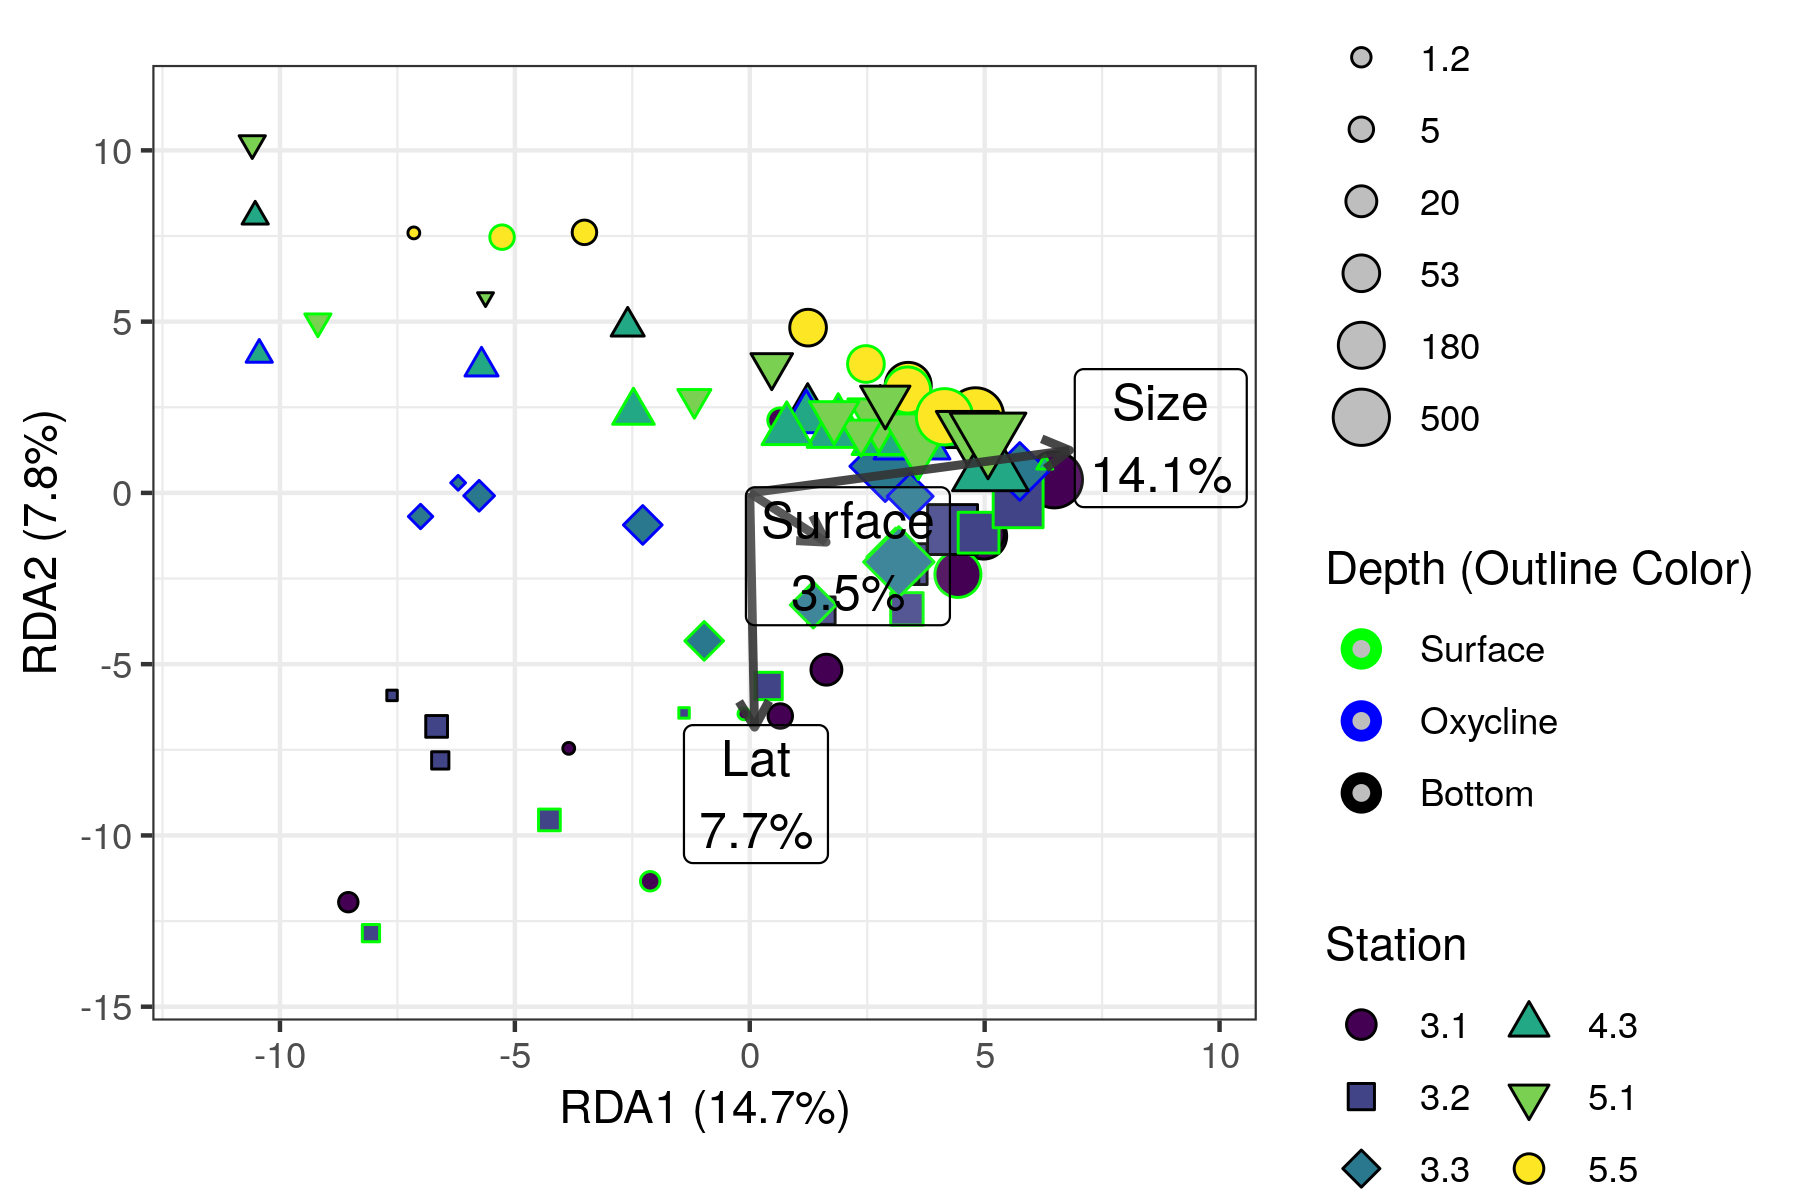 10
5
0
-5
-10
-15
RDA2 (7.8%)
-10
-5
0
5
10
RDA1 (14.7%)
Size
14.1%
Surface
3.5%
Lat
7.7%
1.2
5
20
53
180
500
Depth (Outline Color)
Surface
Oxycline
Bottom
Station
3.1 4.3
3.2 5.1
3.3 5.5